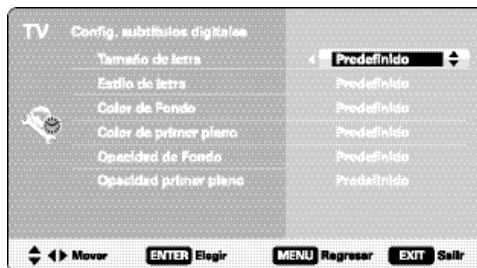 TV Config. subtítulos digitales
Tamaño de letra Predefinido
Estilo de letra Predefinido
Color de Fondo Predefinido
Color de primer plano Predefinido
Opacidad de Fondo Predefinido
Opacidad primer plano Predefinido
Mover ENTER Elegir MENU Regresar EXIT Salir